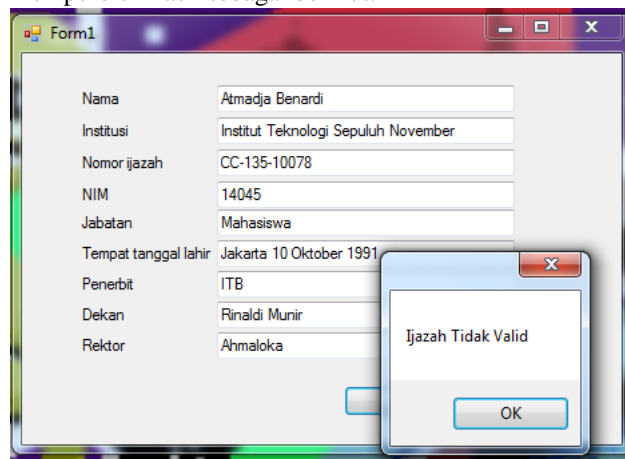 Form1
Nama Atmadja Benardi
Institusi Institut Teknologi Sepuluh November
Nomor ijazah CC-135-10078
NIM 14045
Jabatan Mahasiswa
Tempat tanggal lahir Jakarta 10 Oktober 1991
Penerbit ITB
Dekan Rinaldi Munir
Rektor Ahmaloka
Ijazah Tidak Valid
OK